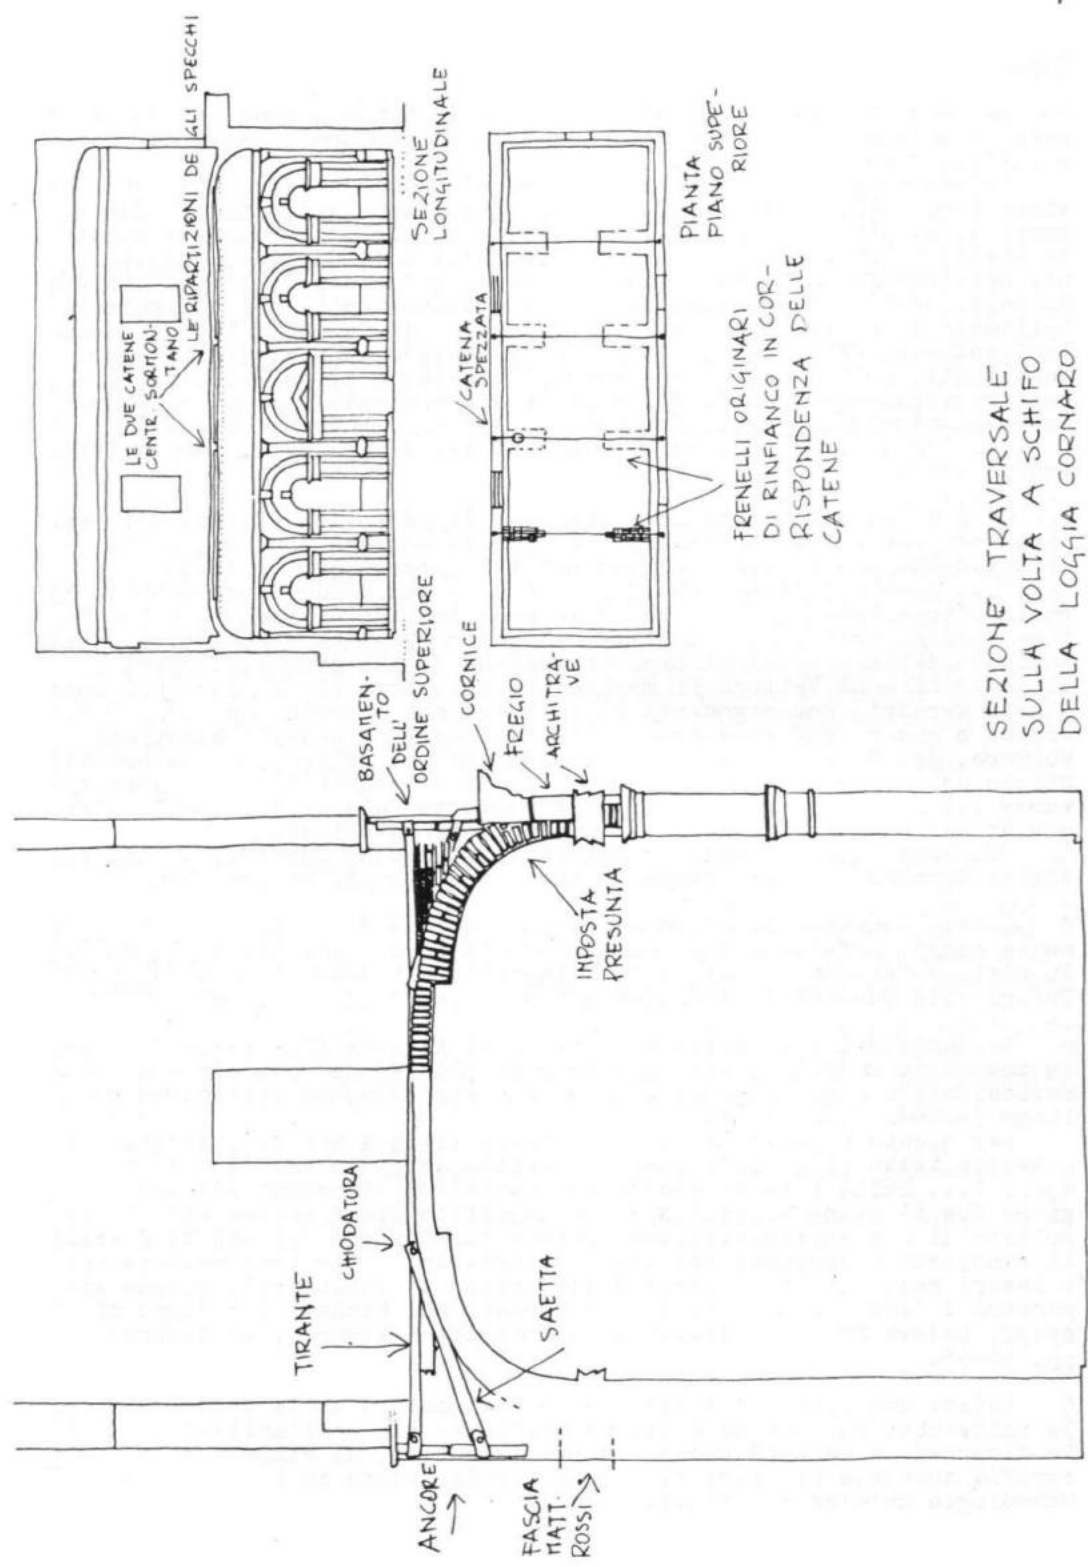 LE DUE CATENE
CENTR. SORMON-
TANO
LE RIPARTIZIONI DEGLI SPECCHI
SEZIONE
LONGITUDINALE
CATENA
SPEZZATA
PIANTA
PIANO SUPE-
RIORE
FRENELLI ORIGINARI
DI RINFIANCO IN COR-
RISPONDENZA DELLE
CATENE
TIRANTE
CHIODATURA
ANCORE
FASCIA
MATT.
ROSSI
SAETTA
IMPOSTA
PRESUNTA
BASAMEN-
TO
DELL'
ORDINE SUPERIORE
CORNICE
FREGIO
ARCHITRA-
VE
SEZIONE TRAVERSALE
SULLA VOLTA A SCHIFO
DELLA LOGGIA CORNARO